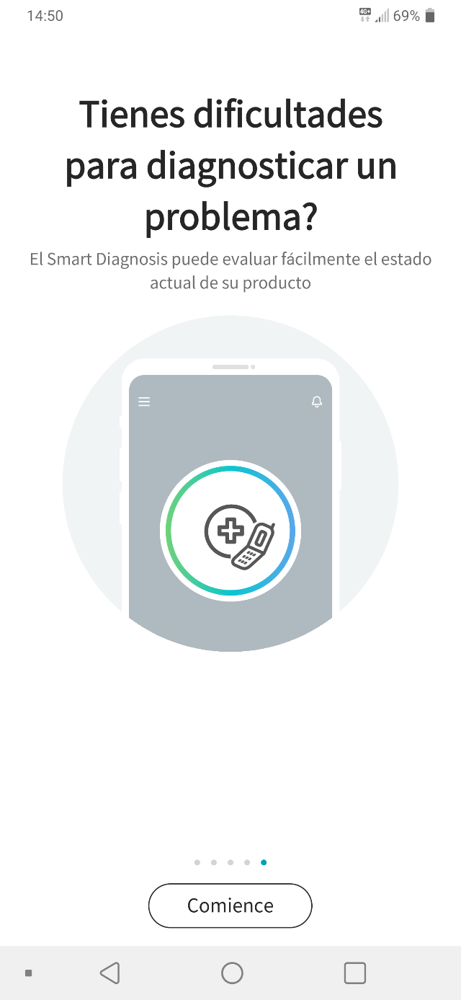 14:50
4G+
69%
Tienes dificultades
para diagnosticar un
problema?
El Smart Diagnosis puede evaluar fácilmente el estado
actual de su producto
Comience